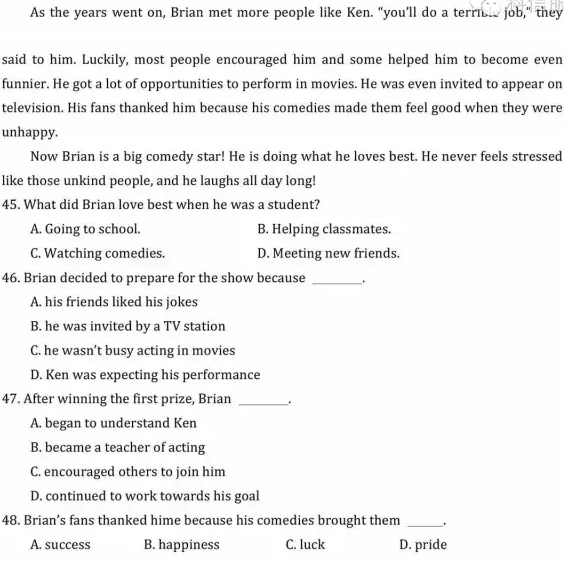 As the years went on, Brian met more people like Ken. “you’ll do a terrible job,” they
said to him. Luckily, most people encouraged him and some helped him to become even
funnier. He got a lot of opportunities to perform in movies. He was even invited to appear on
television. His fans thanked him because his comedies made them feel good when they were
unhappy.
Now Brian is a big comedy star! He is doing what he loves best. He never feels stressed
like those unkind people, and he laughs all day long!
45. What did Brian love best when he was a student?
A. Going to school. B. Helping classmates.
C. Watching comedies. D. Meeting new friends.
46. Brian decided to prepare for the show because ________.
A. his friends liked his jokes
B. he was invited by a TV station
C. he wasn’t busy acting in movies
D. Ken was expecting his performance
47. After winning the first prize, Brian ________.
A. began to understand Ken
B. became a teacher of acting
C. encouraged others to join him
D. continued to work towards his goal
48. Brian’s fans thanked hime because his comedies brought them ______.
A. success B. happiness C. luck D. pride